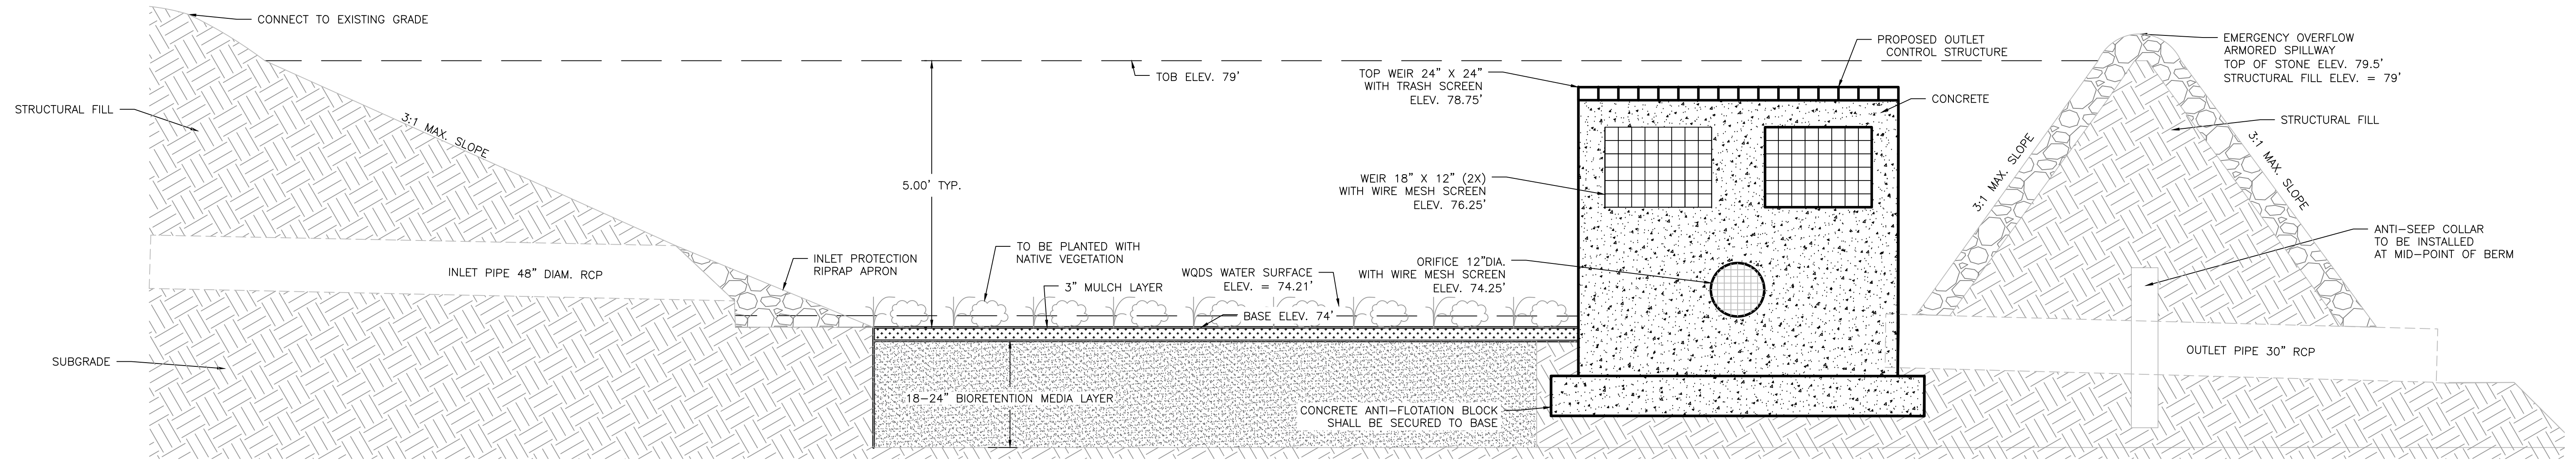 CONNECT TO EXISTING GRADE
STRUCTURAL FILL
3:1 MAX. SLOPE
INLET PIPE 48" DIAM. RCP
SUBGRADE
INLET PROTECTION
RIPRAP APRON
5.00' TYP.
TOB ELEV. 79'
TO BE PLANTED WITH
NATIVE VEGETATION
3" MULCH LAYER
WQDS WATER SURFACE
ELEV. = 74.21'
BASE ELEV. 74'
18-24" BIORETENTION MEDIA LAYER
TOP WEIR 24" X 24"
WITH TRASH SCREEN
ELEV. 78.75'
WEIR 18" X 12" (2X)
WITH WIRE MESH SCREEN
ELEV. 76.25'
ORIFICE 12"DIA.
WITH WIRE MESH SCREEN
ELEV. 74.25'
CONCRETE ANTI-FLOTATION BLOCK
SHALL BE SECURED TO BASE
PROPOSED OUTLET
CONTROL STRUCTURE
CONCRETE
EMERGENCY OVERFLOW
ARMORED SPILLWAY
TOP OF STONE ELEV. 79.5'
STRUCTURAL FILL ELEV. = 79'
STRUCTURAL FILL
3:1 MAX. SLOPE
3:1 MAX. SLOPE
ANTI-SEEP COLLAR
TO BE INSTALLED
AT MID-POINT OF BERM
OUTLET PIPE 30" RCP